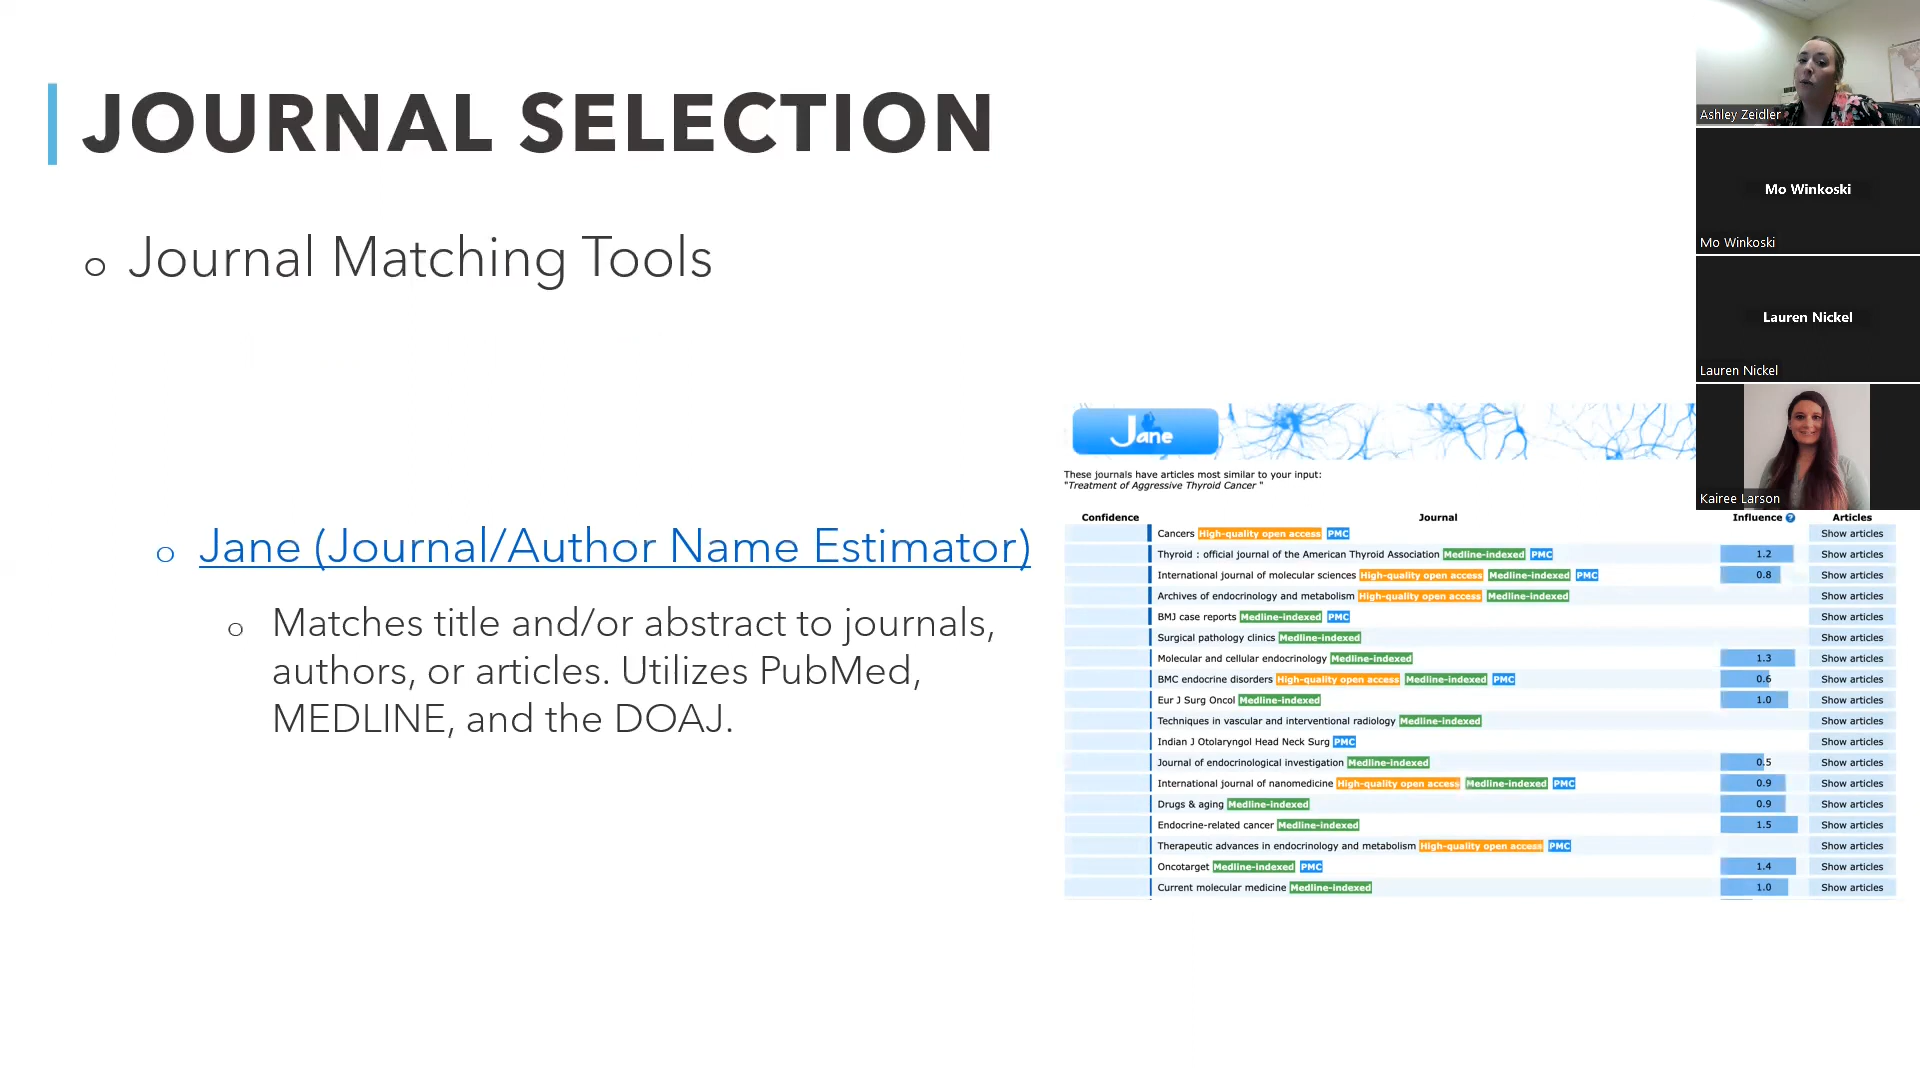 JOURNAL SELECTION
o Journal Matching Tools
o Jane (Journal/Author Name Estimator)
o Matches title and/or abstract to journals,
authors, or articles. Utilizes PubMed,
MEDLINE, and the DOAJ.
Jane
These journals have articles most similar to your input:
"Treatment of Aggressive Thyroid Cancer "
Confidence Journal Influence ? Articles
Cancers High-quality open access PMC Show articles
Thyroid : official journal of the American Thyroid Association Medline-indexed PMC 1.2 Show articles
International journal of molecular sciences High-quality open access Medline-indexed PMC 0.8 Show articles
Archives of endocrinology and metabolism High-quality open access Medline-indexed Show articles
BMJ case reports Medline-indexed PMC Show articles
Surgical pathology clinics Medline-indexed Show articles
Molecular and cellular endocrinology Medline-indexed 1.3 Show articles
BMC endocrine disorders High-quality open access Medline-indexed PMC 0.6 Show articles
Eur J Surg Oncol Medline-indexed 1.0 Show articles
Techniques in vascular and interventional radiology Medline-indexed Show articles
Indian J Otolaryngol Head Neck Surg PMC Show articles
Journal of endocrinological investigation Medline-indexed 0.5 Show articles
International journal of nanomedicine High-quality open access Medline-indexed PMC 0.9 Show articles
Drugs & aging Medline-indexed 0.9 Show articles
Endocrine-related cancer Medline-indexed 1.5 Show articles
Therapeutic advances in endocrinology and metabolism High-quality open access PMC Show articles
Oncotarget Medline-indexed PMC 1.4 Show articles
Current molecular medicine Medline-indexed 1.0 Show articles
Ashley Zeidler
Mo Winkoski
Mo Winkoski
Lauren Nickel
Lauren Nickel
Kairee Larson